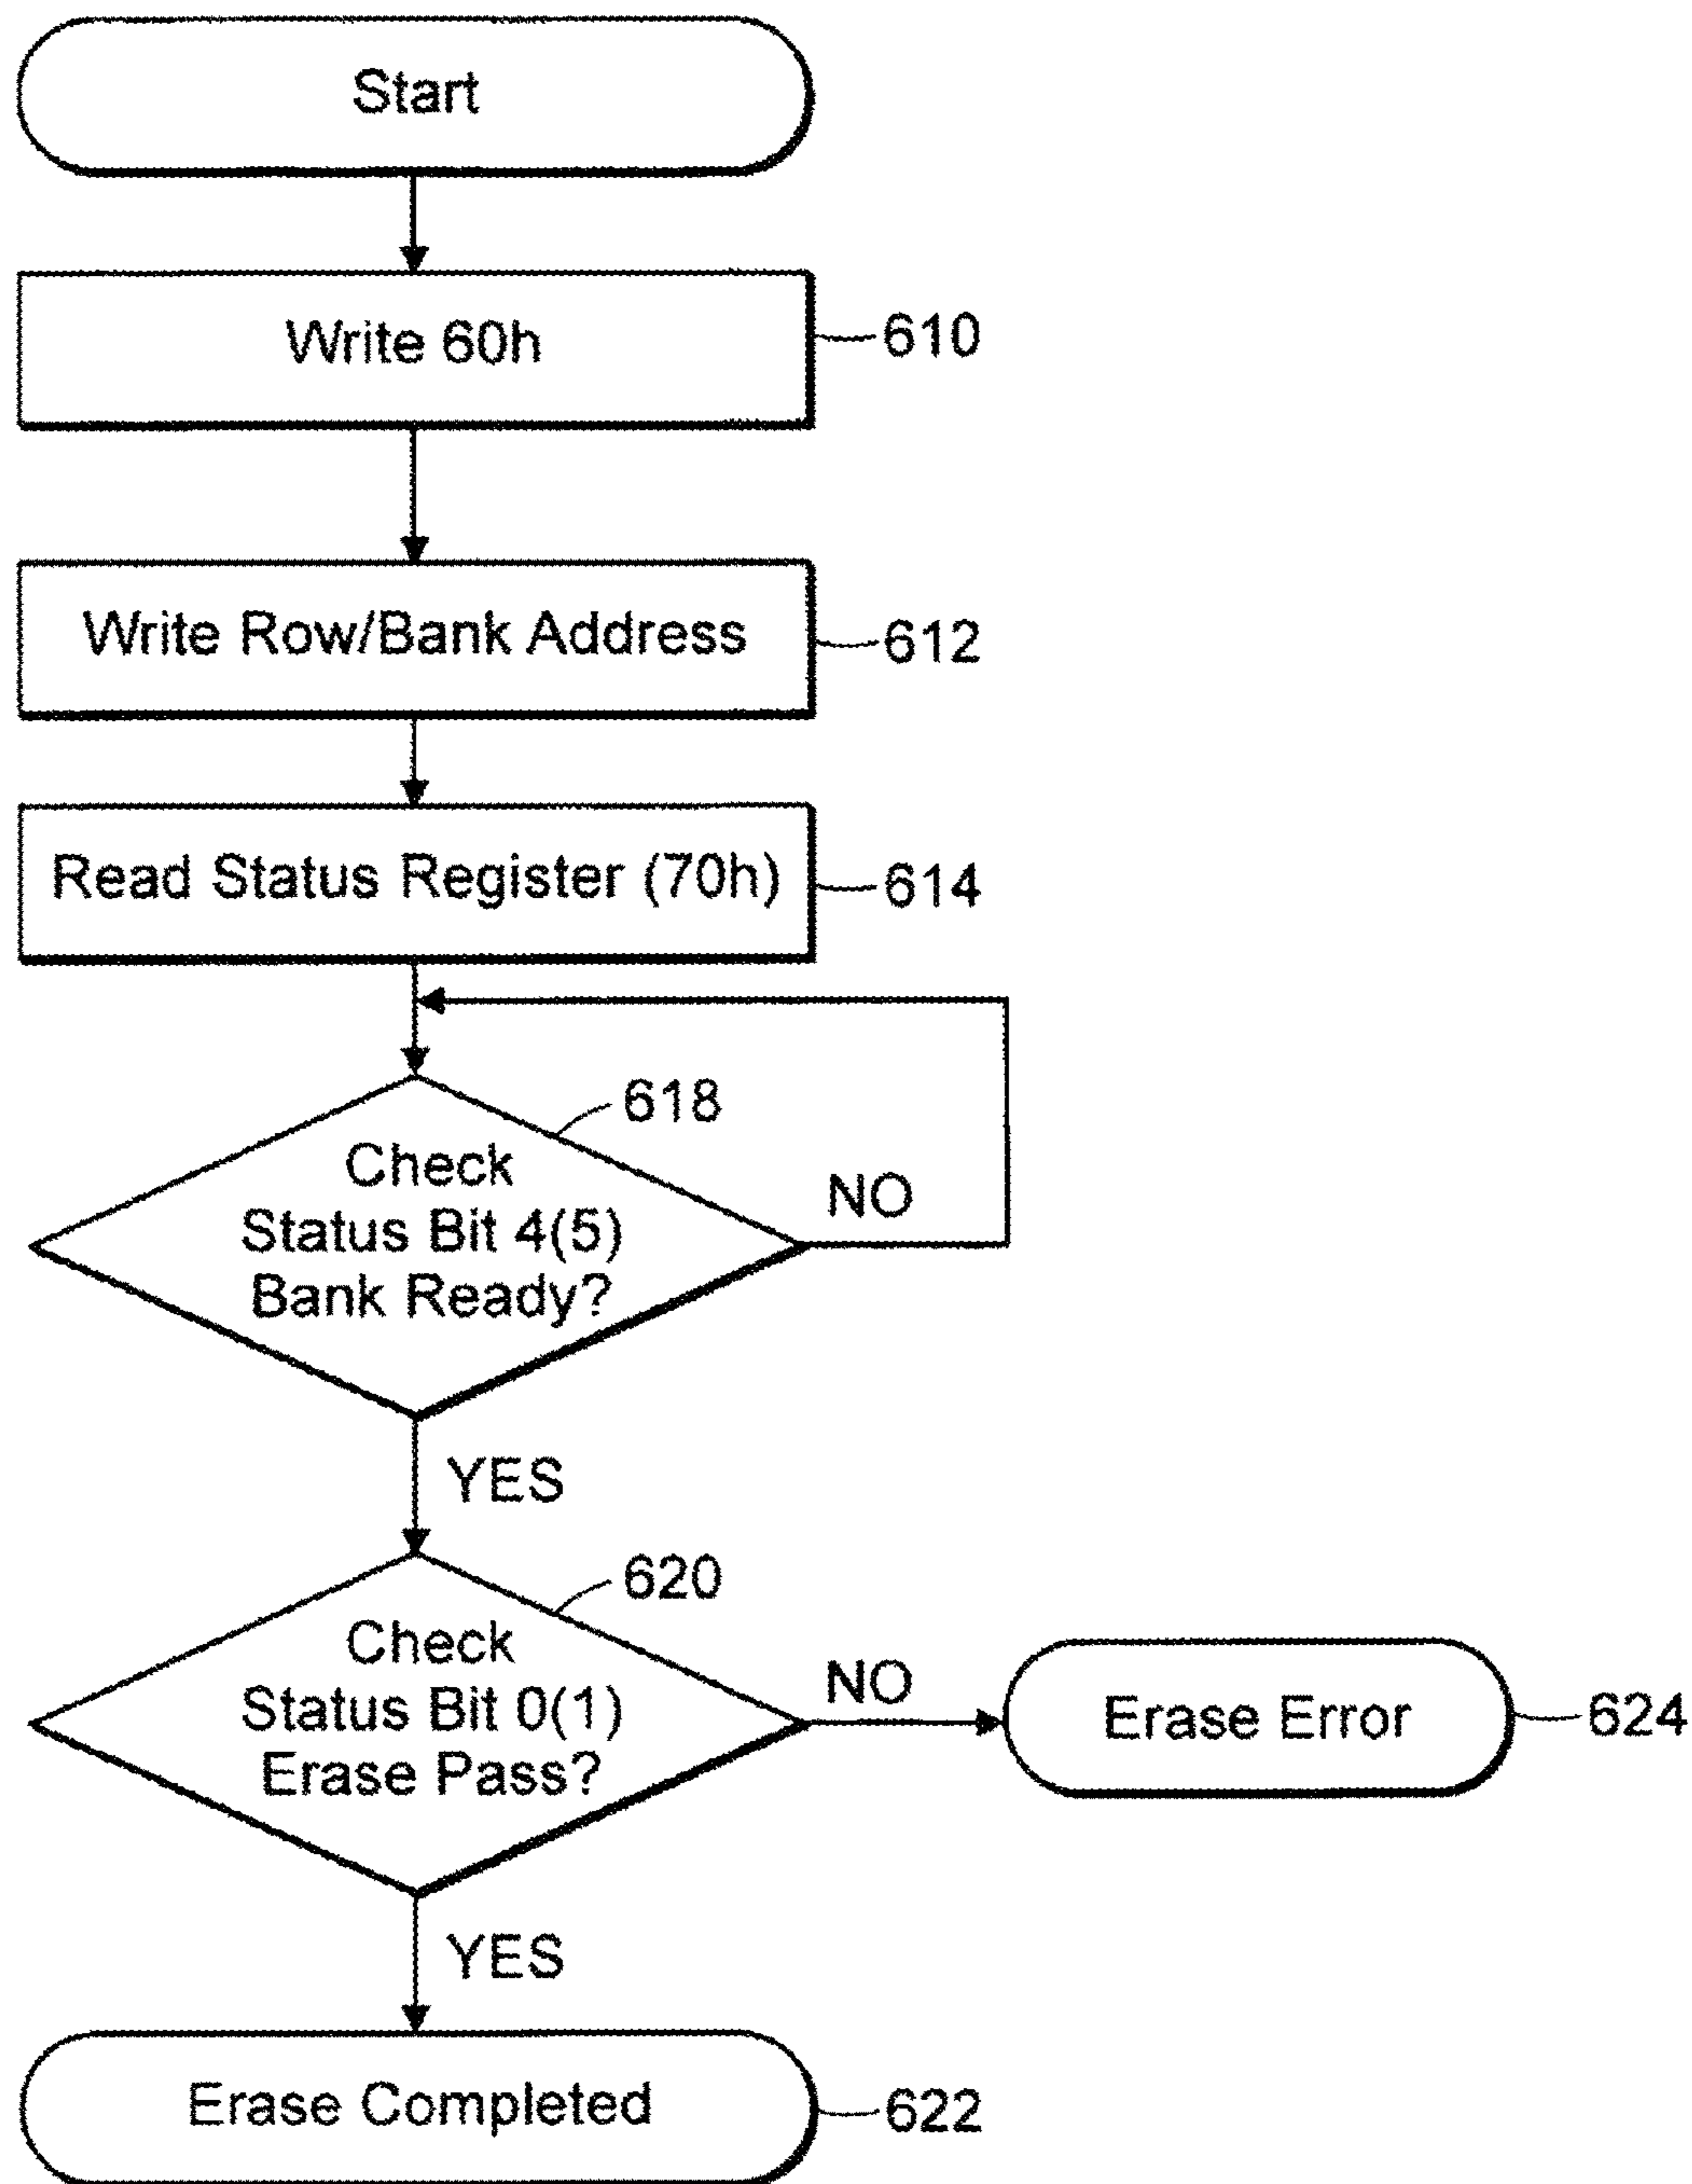 Start
Write 60h
610
Write Row/Bank Address
612
Read Status Register (70h)
614
618
Check
Status Bit 4(5)
Bank Ready?
NO
YES
620
Check
Status Bit 0(1)
Erase Pass?
NO
Erase Error
624
YES
Erase Completed
622